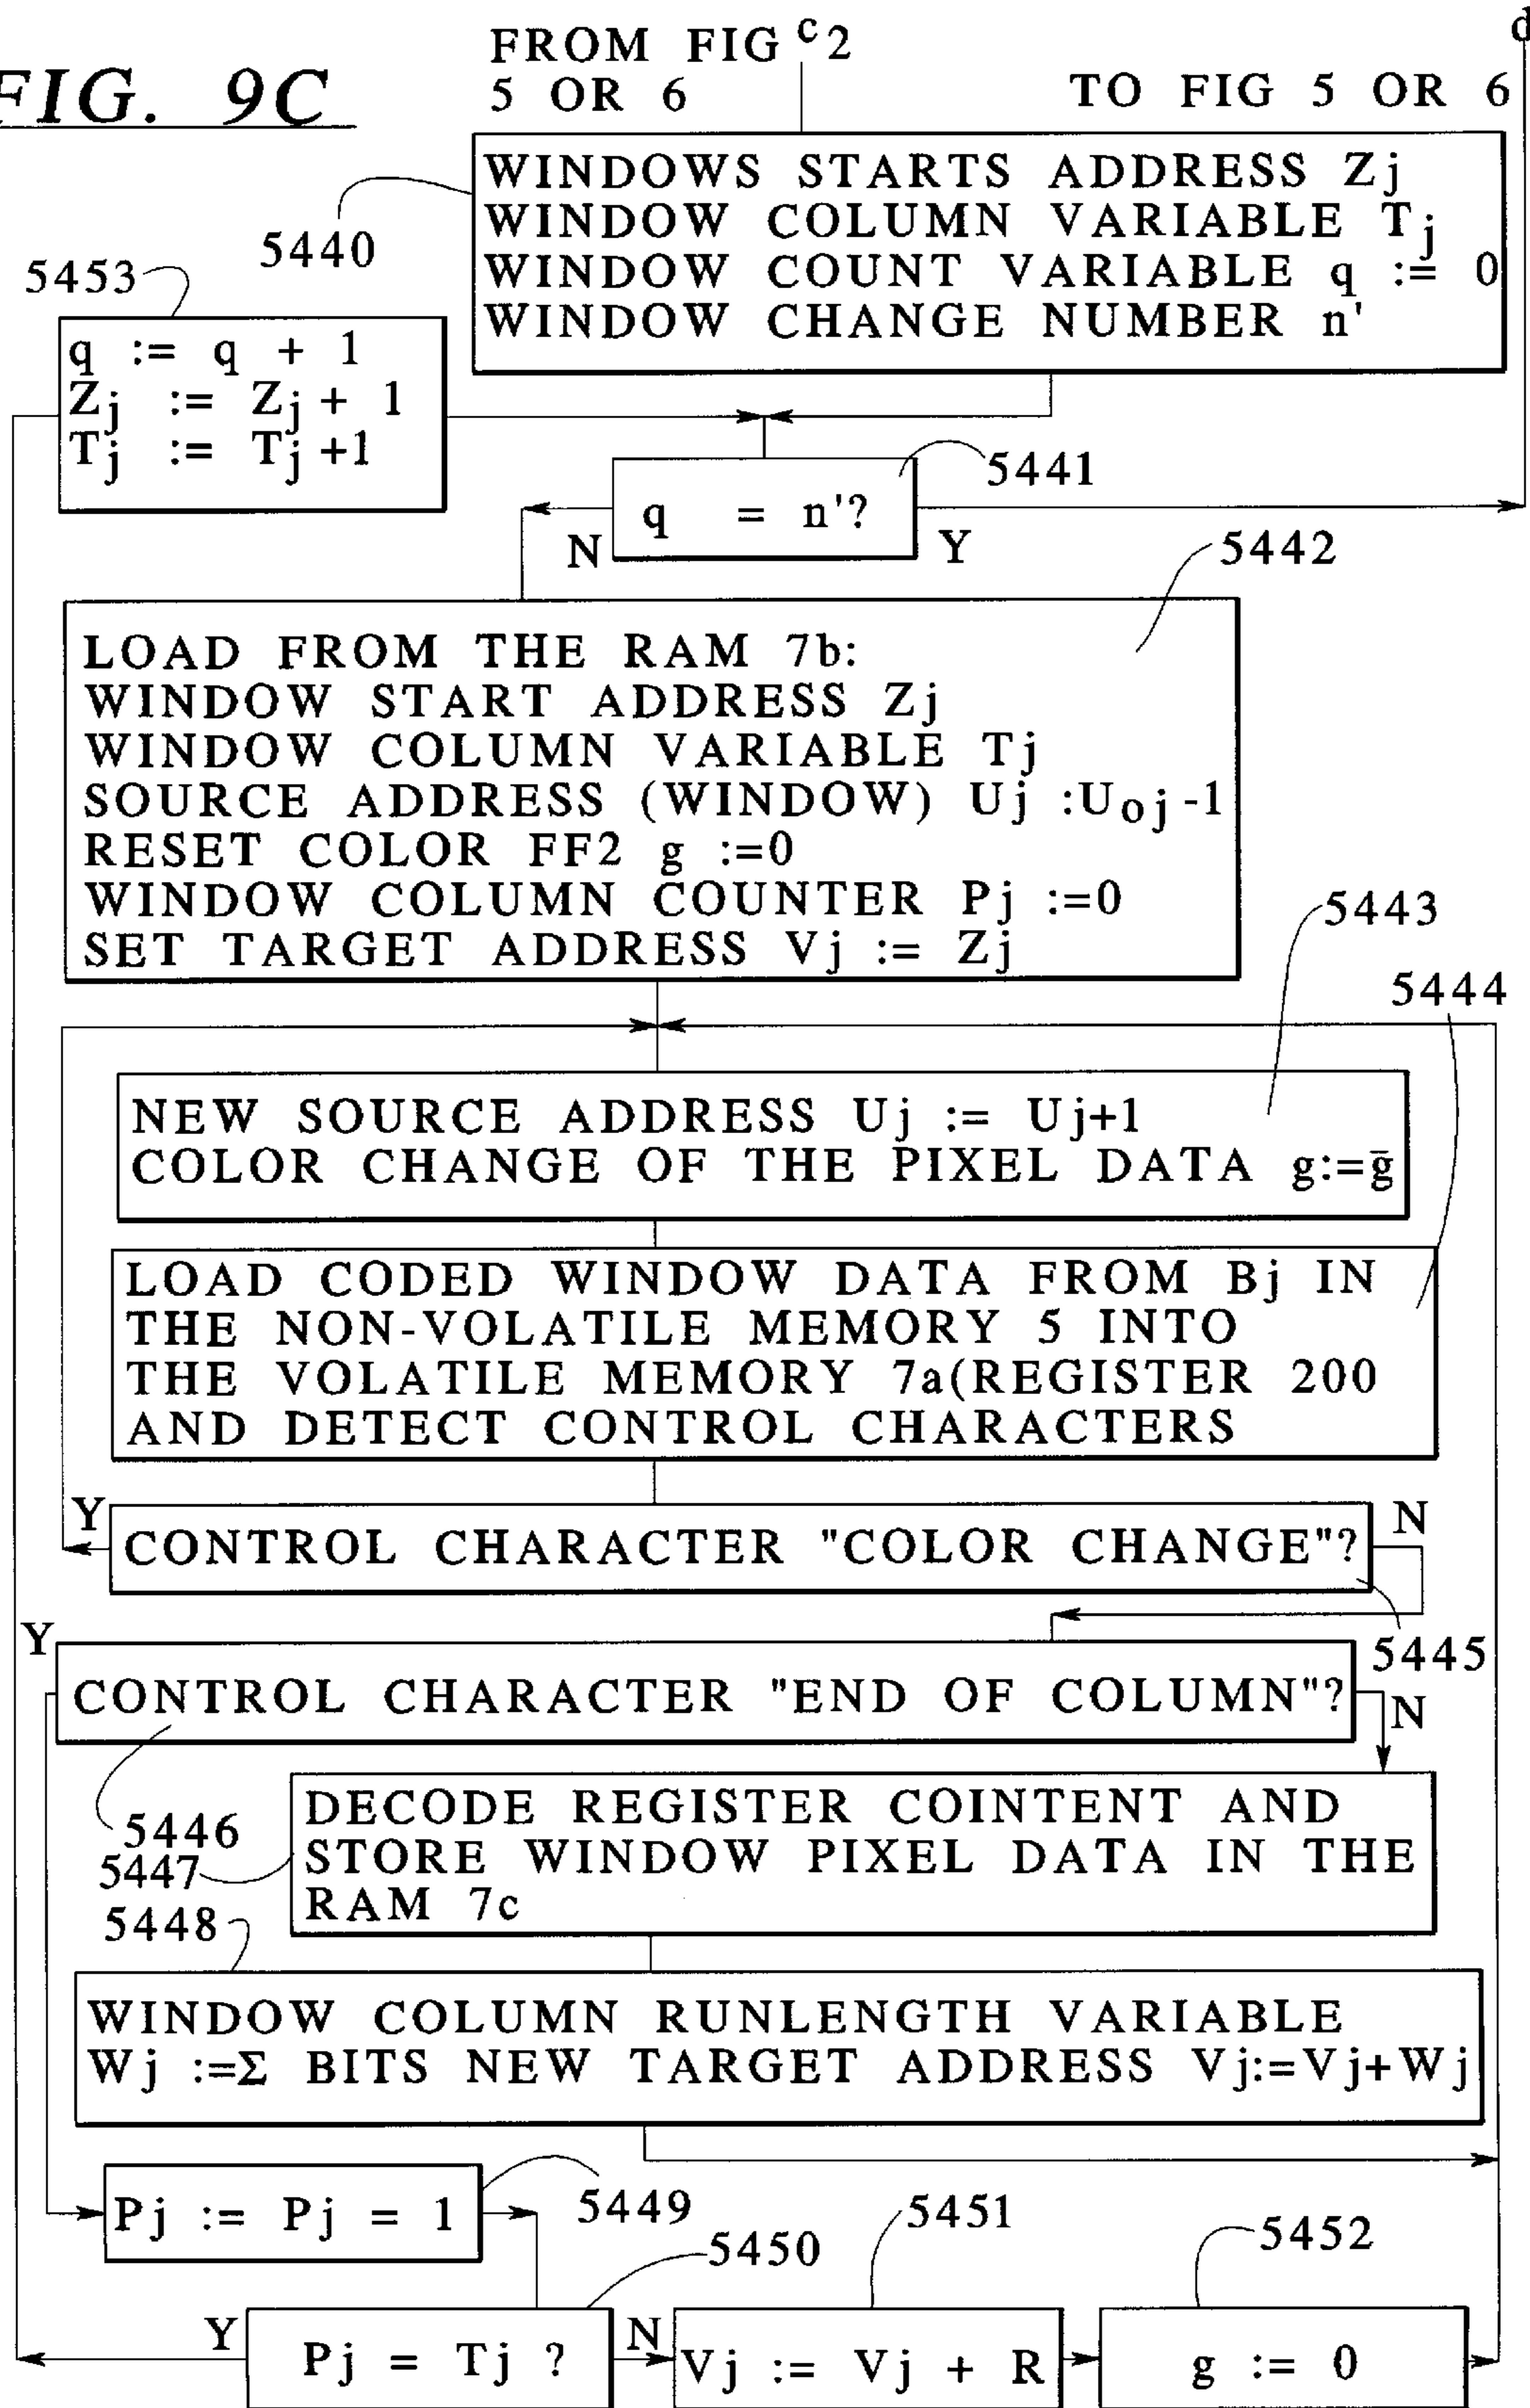 FIG. 9C
FROM FIG c2
5 OR 6
TO FIG 5 OR 6
d
WINDOWS STARTS ADDRESS Zj
WINDOW COLUMN VARIABLE Tj
WINDOW COUNT VARIABLE q := 0
WINDOW CHANGE NUMBER n'
5440
5453
q := q + 1
Zj := Zj + 1
Tj := Tj +1
5441
q = n'?
N
Y
5442
LOAD FROM THE RAM 7b:
WINDOW START ADDRESS Zj
WINDOW COLUMN VARIABLE Tj
SOURCE ADDRESS (WINDOW) Uj :Uoj-1
RESET COLOR FF2 g :=0
WINDOW COLUMN COUNTER Pj :=0
SET TARGET ADDRESS Vj := Zj
5443
5444
NEW SOURCE ADDRESS Uj := Uj+1
COLOR CHANGE OF THE PIXEL DATA g:=ḡ
LOAD CODED WINDOW DATA FROM Bj IN
THE NON-VOLATILE MEMORY 5 INTO
THE VOLATILE MEMORY 7a(REGISTER 200
AND DETECT CONTROL CHARACTERS
Y
CONTROL CHARACTER "COLOR CHANGE"?
N
5445
Y
CONTROL CHARACTER "END OF COLUMN"?
N
5446
5447
DECODE REGISTER COINTENT AND
STORE WINDOW PIXEL DATA IN THE
RAM 7c
5448
WINDOW COLUMN RUNLENGTH VARIABLE
Wj :=Σ BITS NEW TARGET ADDRESS Vj:=Vj+Wj
Pj := Pj = 1
5449
5450
5451
5452
Y
Pj = Tj ?
N
Vj := Vj + R
g := 0